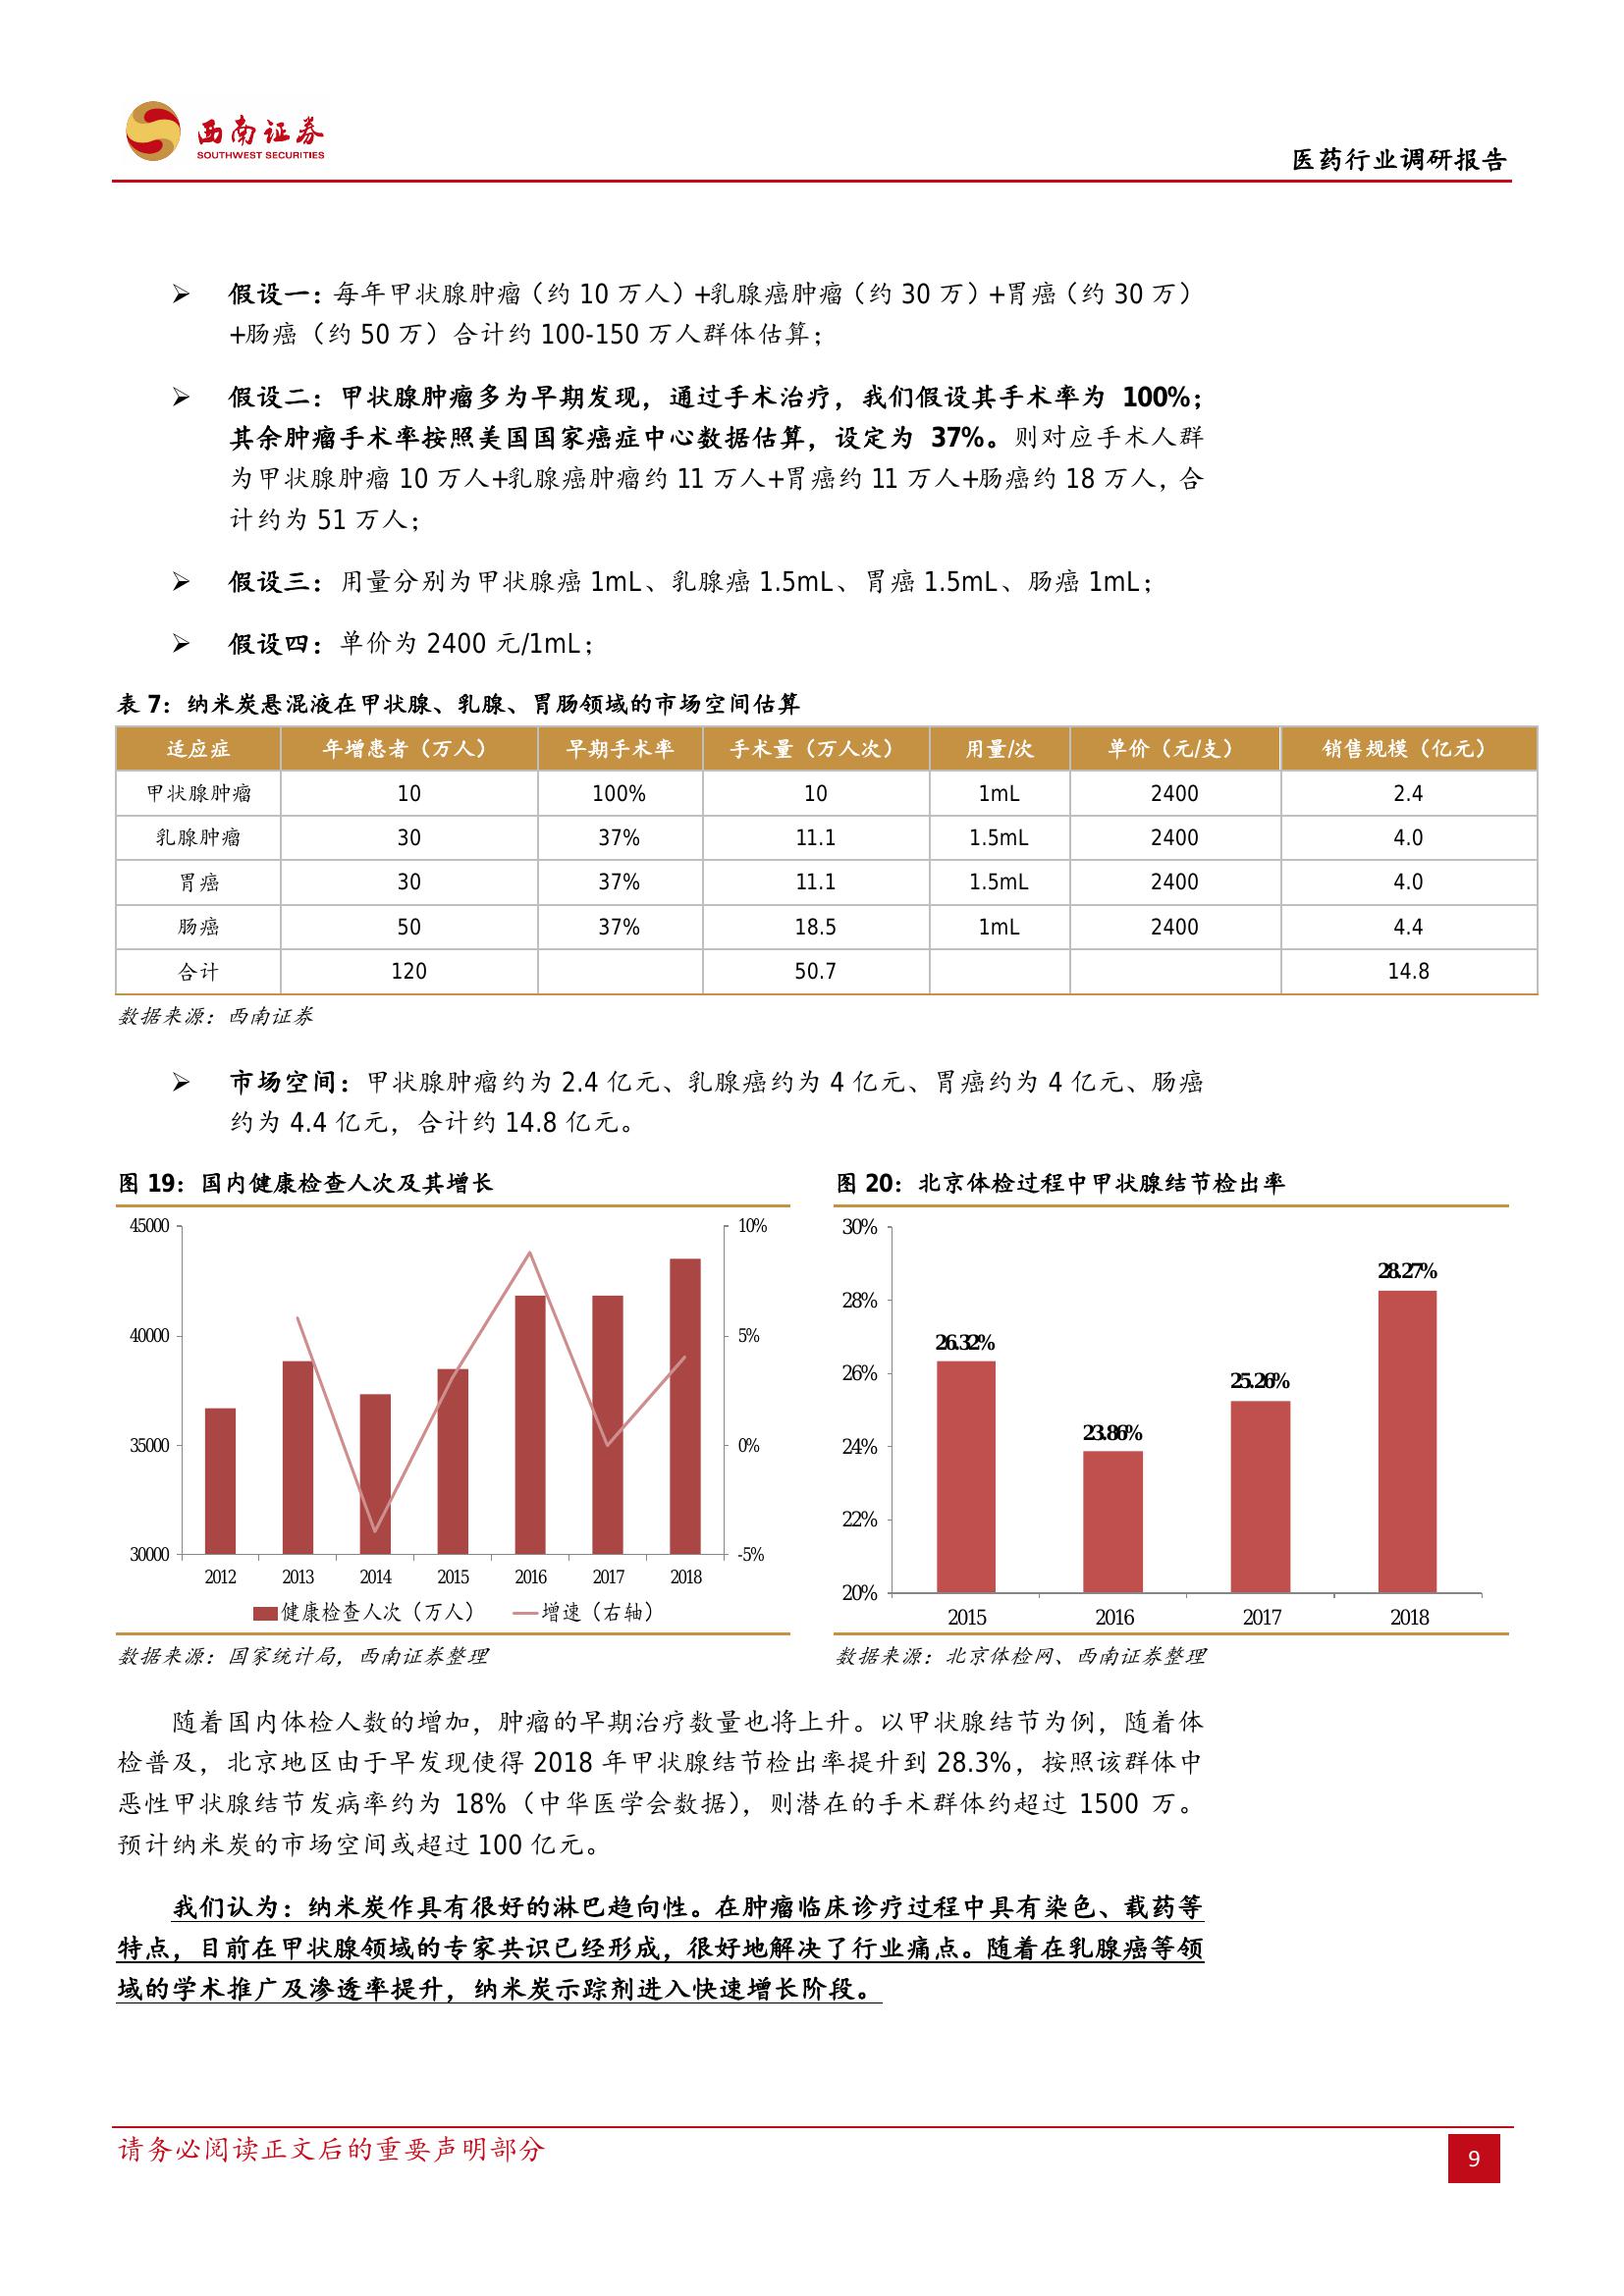 西南证券
SOUTHWEST SECURITIES
医药行业调研报告
➢ 假设一：每年甲状腺肿瘤（约 10 万人）+乳腺癌肿瘤（约 30 万）+胃癌（约 30 万）
+肠癌（约 50 万）合计约 100-150 万人群体估算；
➢ 假设二：甲状腺肿瘤多为早期发现，通过手术治疗，我们假设其手术率为 100%；
其余肿瘤手术率按照美国国家癌症中心数据估算，设定为 37%。则对应手术人群
为甲状腺肿瘤 10 万人+乳腺癌肿瘤约 11 万人+胃癌约 11 万人+肠癌约 18 万人，合
计约为 51 万人；
➢ 假设三：用量分别为甲状腺癌 1mL、乳腺癌 1.5mL、胃癌 1.5mL、肠癌 1mL；
➢ 假设四：单价为 2400 元/1mL；
表 7：纳米炭悬混液在甲状腺、乳腺、胃肠领域的市场空间估算
适应症 年增患者（万人） 早期手术率 手术量（万人次） 用量/次 单价（元/支） 销售规模（亿元）
甲状腺肿瘤 10 100% 10 1mL 2400 2.4
乳腺肿瘤 30 37% 11.1 1.5mL 2400 4.0
胃癌 30 37% 11.1 1.5mL 2400 4.0
肠癌 50 37% 18.5 1mL 2400 4.4
合计 120 50.7 14.8
数据来源：西南证券
➢ 市场空间：甲状腺肿瘤约为 2.4 亿元、乳腺癌约为 4 亿元、胃癌约为 4 亿元、肠癌
约为 4.4 亿元，合计约 14.8 亿元。
图 19：国内健康检查人次及其增长
45000
40000
35000
30000
10%
5%
0%
-5%
2012 2013 2014 2015 2016 2017 2018
健康检查人次（万人） 增速（右轴）
数据来源：国家统计局，西南证券整理
图 20：北京体检过程中甲状腺结节检出率
30%
28%
26%
24%
22%
20%
26.32%
23.86%
25.26%
28.27%
2015 2016 2017 2018
数据来源：北京体检网、西南证券整理
随着国内体检人数的增加，肿瘤的早期治疗数量也将上升。以甲状腺结节为例，随着体
检普及，北京地区由于早发现使得 2018 年甲状腺结节检出率提升到 28.3%，按照该群体中
恶性甲状腺结节发病率约为 18%（中华医学会数据），则潜在的手术群体约超过 1500 万。
预计纳米炭的市场空间或超过 100 亿元。
我们认为：纳米炭作具有很好的淋巴趋向性。在肿瘤临床诊疗过程中具有染色、载药等
特点，目前在甲状腺领域的专家共识已经形成，很好地解决了行业痛点。随着在乳腺癌等领
域的学术推广及渗透率提升，纳米炭示踪剂进入快速增长阶段。
请务必阅读正文后的重要声明部分
9